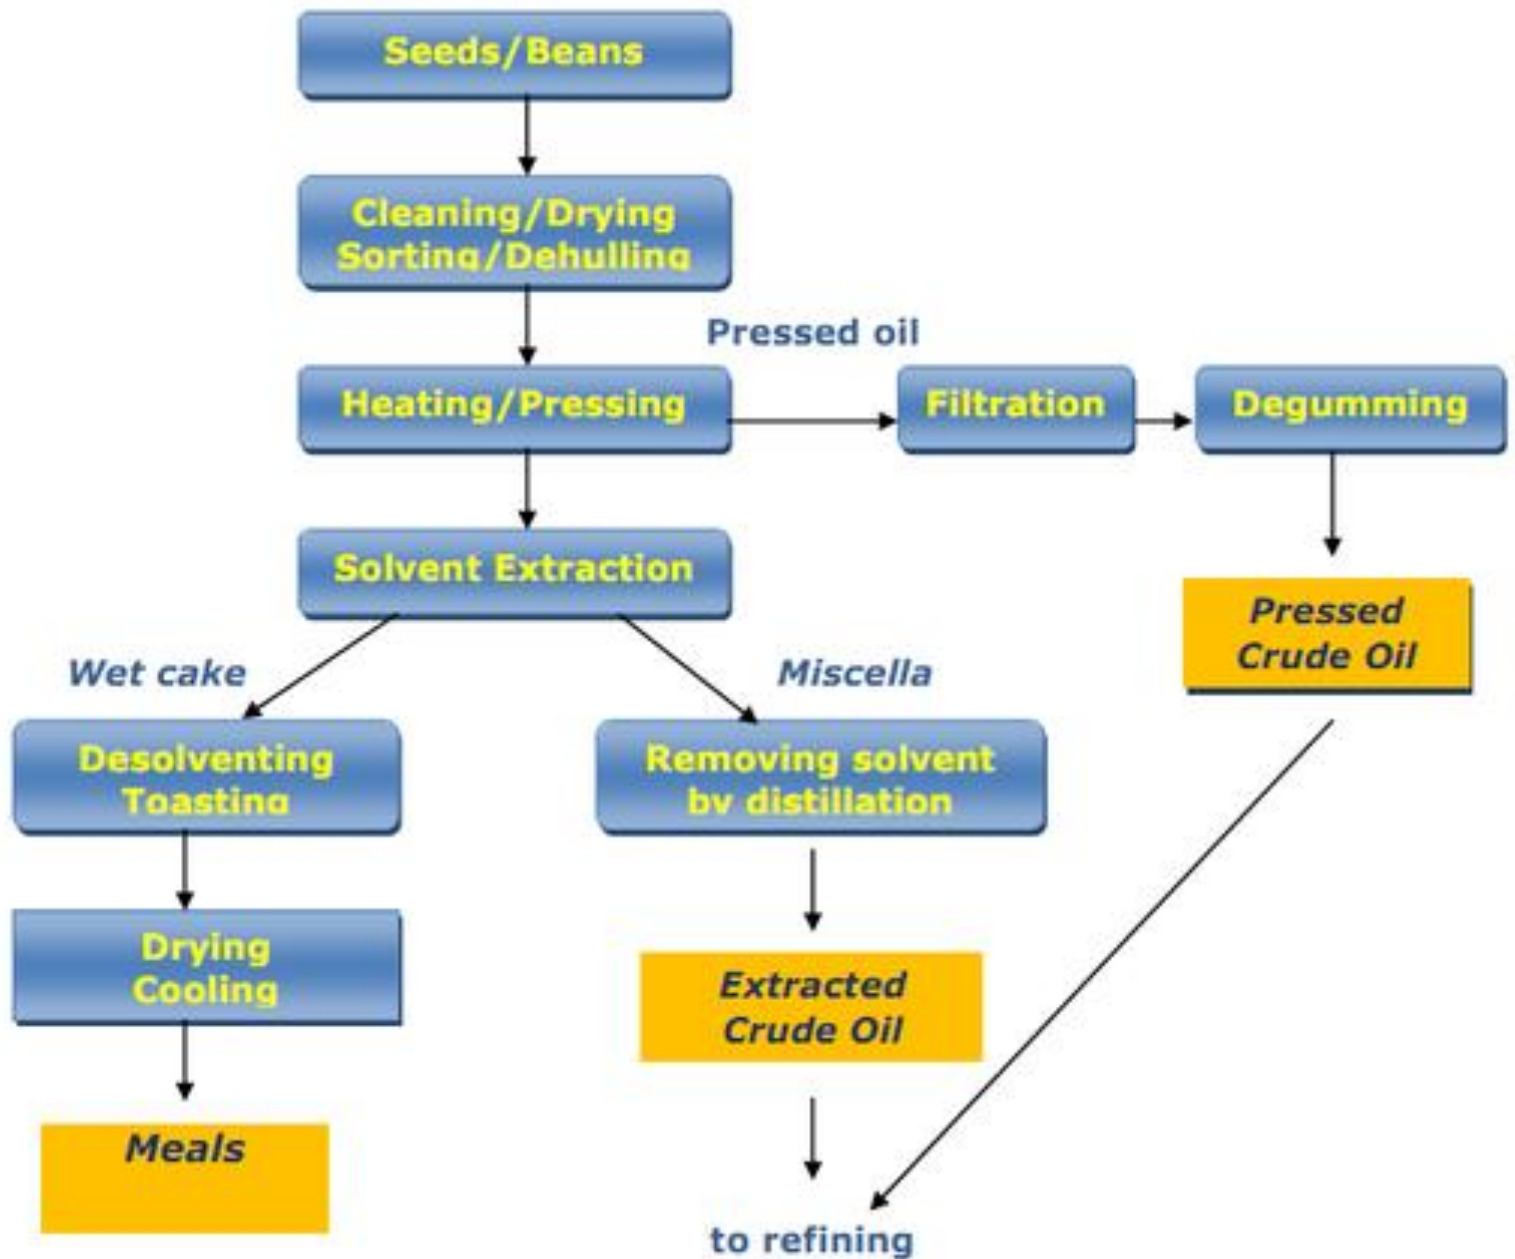 Seeds/Beans
Cleaning/Drying
Sorting/Dehulling
Pressed oil
Heating/Pressing
Filtration
Degumming
Solvent Extraction
Pressed
Crude Oil
Wet cake
Miscella
Desolventing
Toasting
Removing solvent
by distillation
Drying
Cooling
Extracted
Crude Oil
Meals
to refining